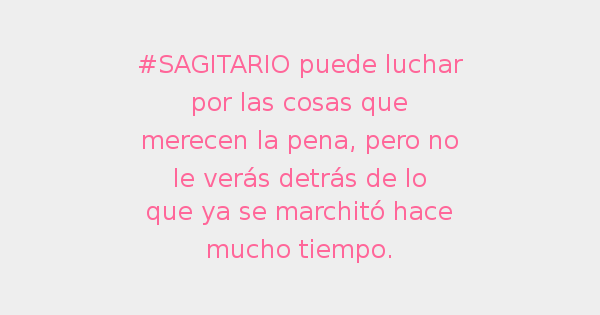 #SAGITARIO puede luchar
por las cosas que
merecen la pena, pero no
le verás detrás de lo
que ya se marchitó hace
mucho tiempo.